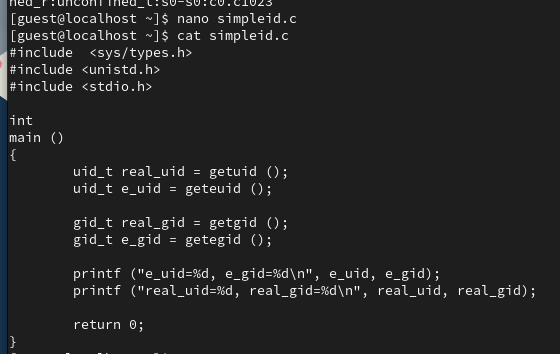 ned_r:unconfined_t:s0-s0:c0.c1023
[guest@localhost ~]$ nano simpleid.c
[guest@localhost ~]$ cat simpleid.c
#include  <sys/types.h>
#include <unistd.h>
#include <stdio.h>
int
main ()
{
        uid_t real_uid = getuid ();
        uid_t e_uid = geteuid ();
        gid_t real_gid = getgid ();
        gid_t e_gid = getegid ();
        printf ("e_uid=%d, e_gid=%d\n", e_uid, e_gid);
        printf ("real_uid=%d, real_gid=%d\n", real_uid, real_gid);
        return 0;
}